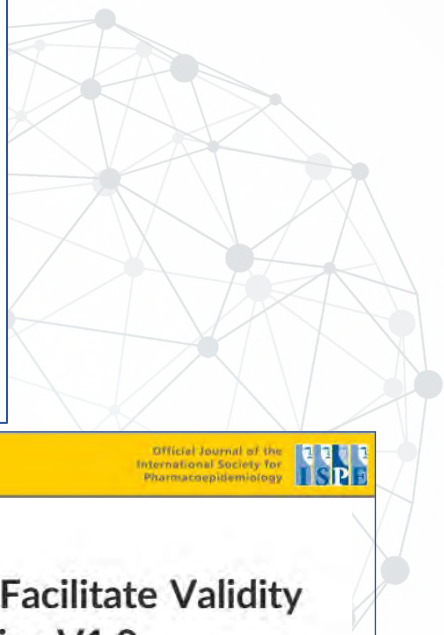 Official Journal of the
International Society for
Pharmacoepidemiology
ISPE
Facilitate Validity